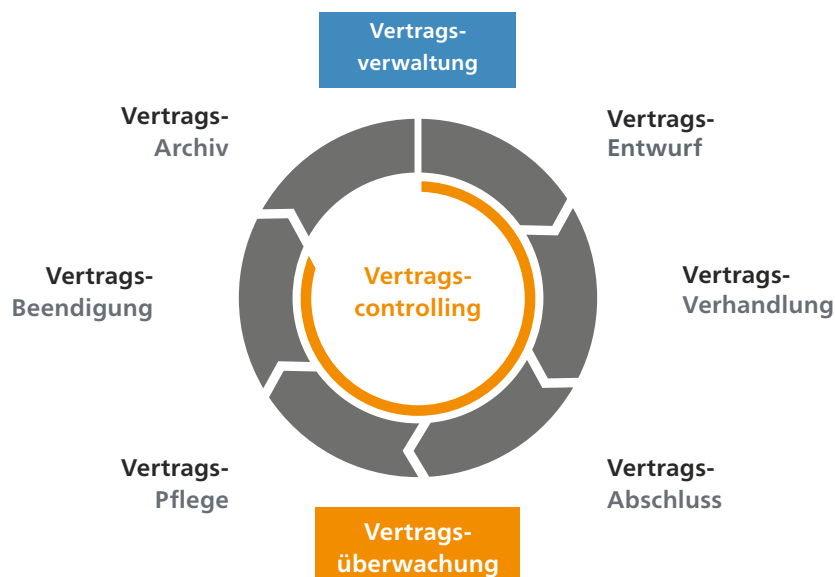 Vertrags-
verwaltung
Vertrags-
Archiv
Vertrags-
Entwurf
Vertrags-
Beendigung
Vertrags-
controlling
Vertrags-
Verhandlung
Vertrags-
Pflege
Vertrags-
Abschluss
Vertrags-
überwachung